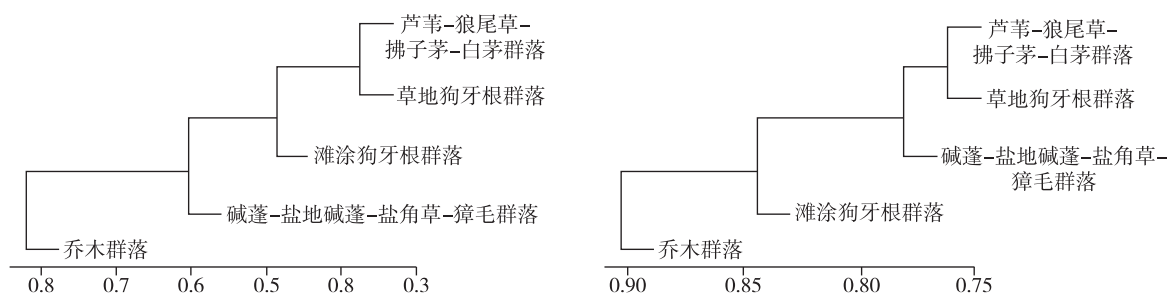 芦苇–狼尾草–
拂子茅–白茅群落
草地狗牙根群落
滩涂狗牙根群落
碱蓬–盐地碱蓬–盐角草–獐毛群落
乔木群落
0.8 0.7 0.6 0.5 0.8 0.3
芦苇–狼尾草–
拂子茅–白茅群落
草地狗牙根群落
碱蓬–盐地碱蓬–盐角草–
獐毛群落
滩涂狗牙根群落
乔木群落
0.90 0.85 0.80 0.75